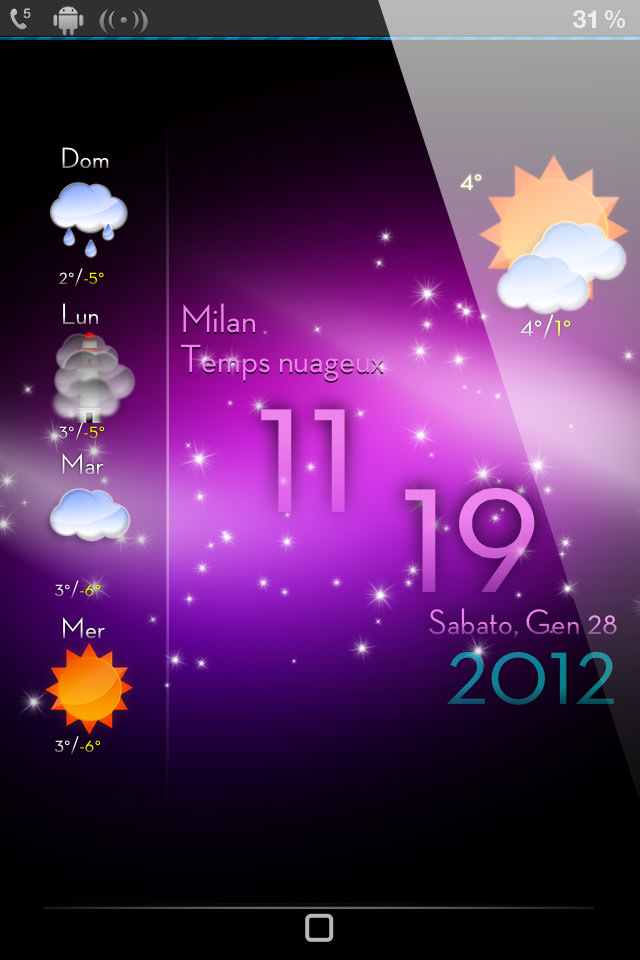 5
31 %
Dom
2°/-5°
Lun
3°/-5°
Mar
3°/-6°
Mer
3°/-6°
4°
4°/1°
Milan
Temps nuageux
11
19
Sabato, Gen 28
2012